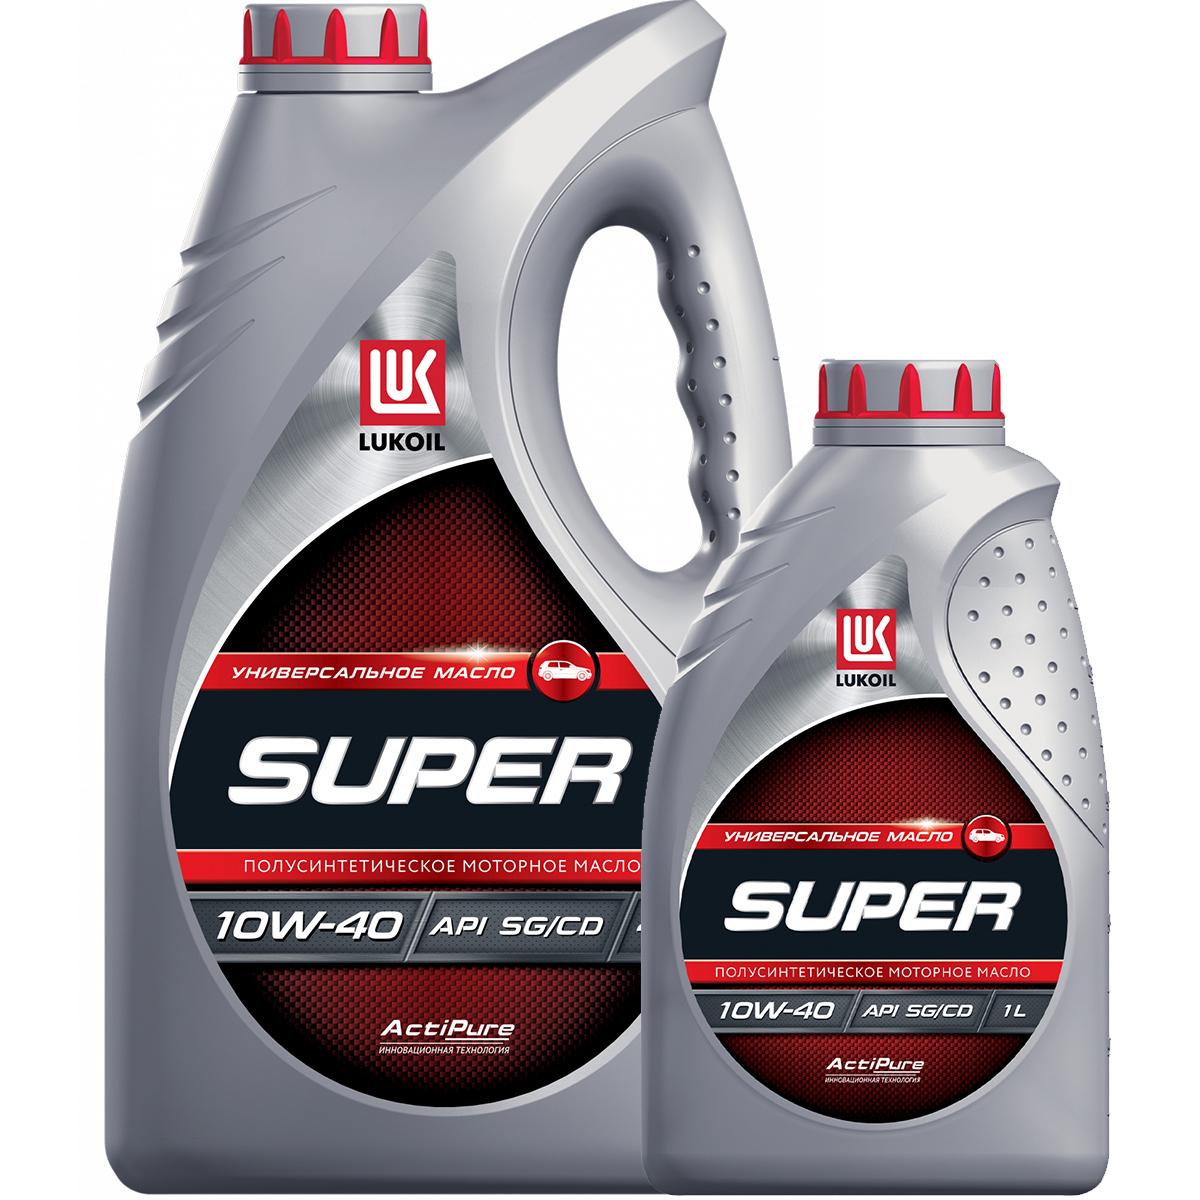 LUK
LUKOIL
УНИВЕРСАЛЬНОЕ МАСЛО
SUPER
ПОЛУСИНТЕТИЧЕСКОЕ МОТОРНОЕ МАСЛО
10W-40 API SG/CD
ActiPure
ИННОВАЦИОННАЯ ТЕХНОЛОГИЯ
LUK
LUKOIL
УНИВЕРСАЛЬНОЕ МАСЛО
SUPER
ПОЛУСИНТЕТИЧЕСКОЕ МОТОРНОЕ МАСЛО
10W-40 API SG/CD 1L
ActiPure
ИННОВАЦИОННАЯ ТЕХНОЛОГИЯ